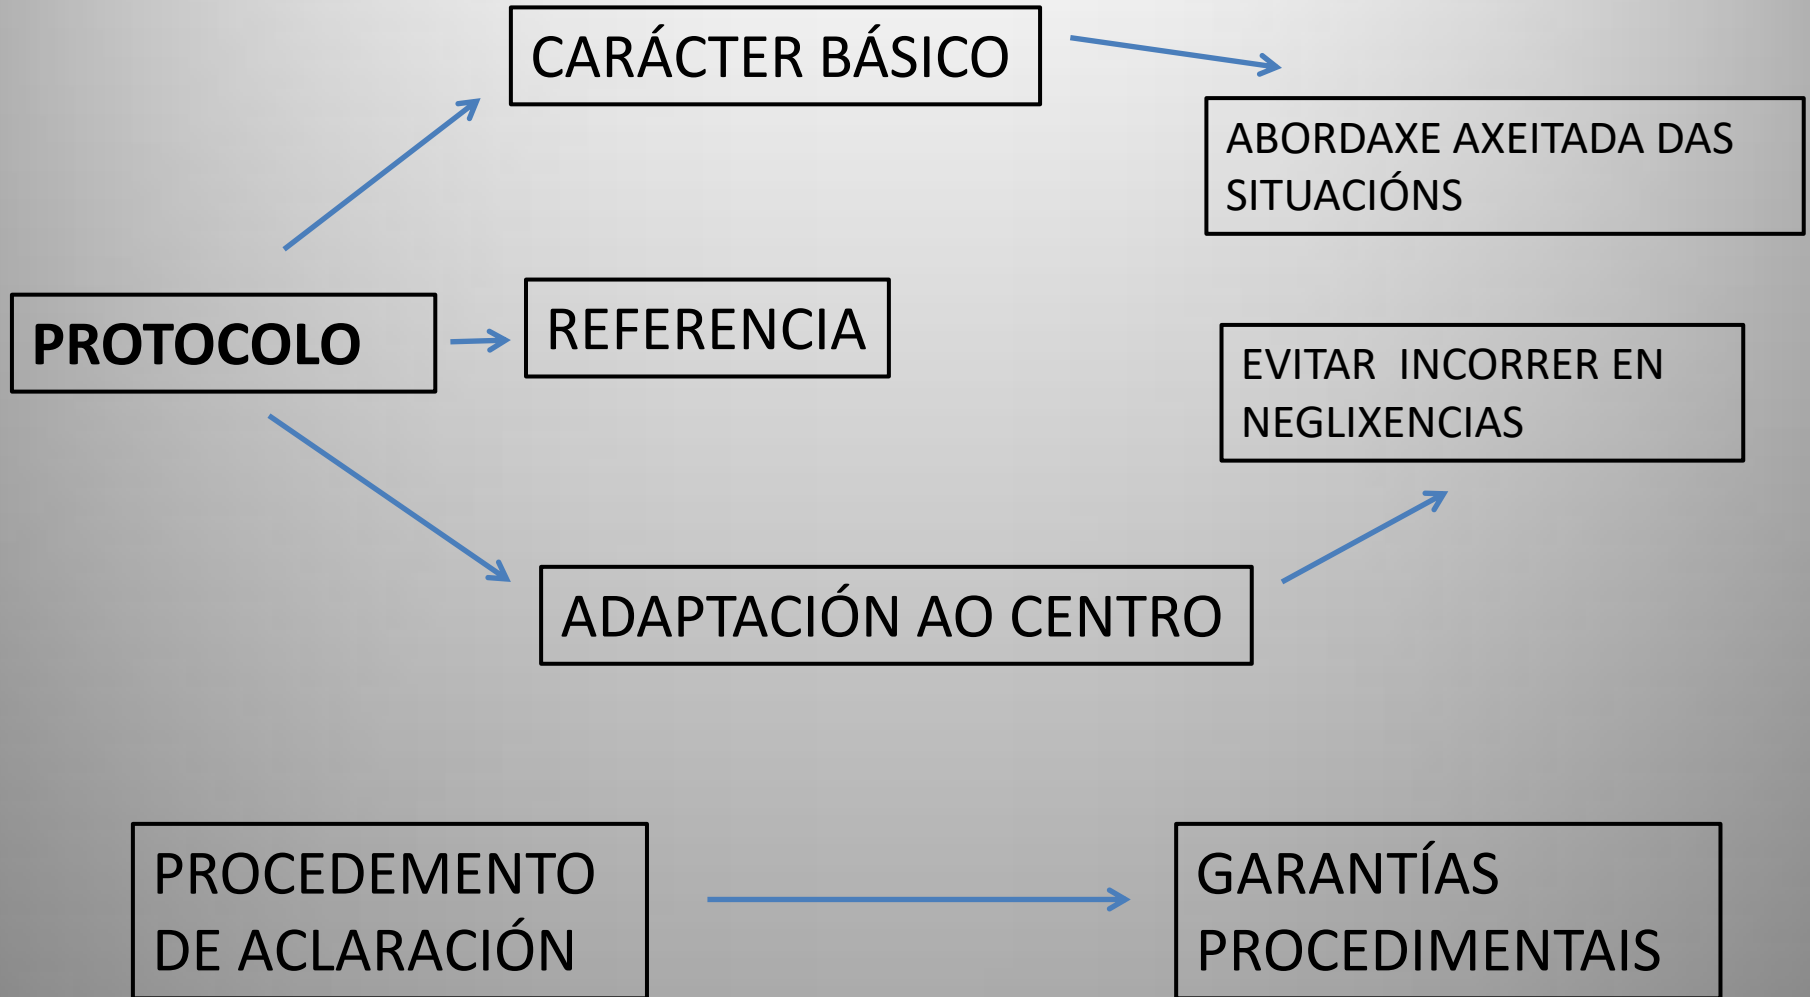 CARÁCTER BÁSICO
ABORDAXE AXEITADA DAS
SITUACIÓNS
PROTOCOLO
REFERENCIA
EVITAR  INCORRER EN
NEGLIXENCIAS
ADAPTACIÓN AO CENTRO
PROCEDEMENTO
DE ACLARACIÓN
GARANTÍAS
PROCEDIMENTAIS